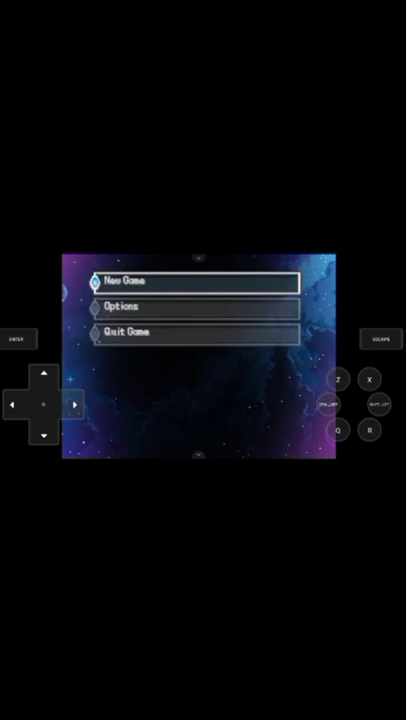 New Game
Options
Quit Game
ENTER
ESCAPE
Z
X
Q
R